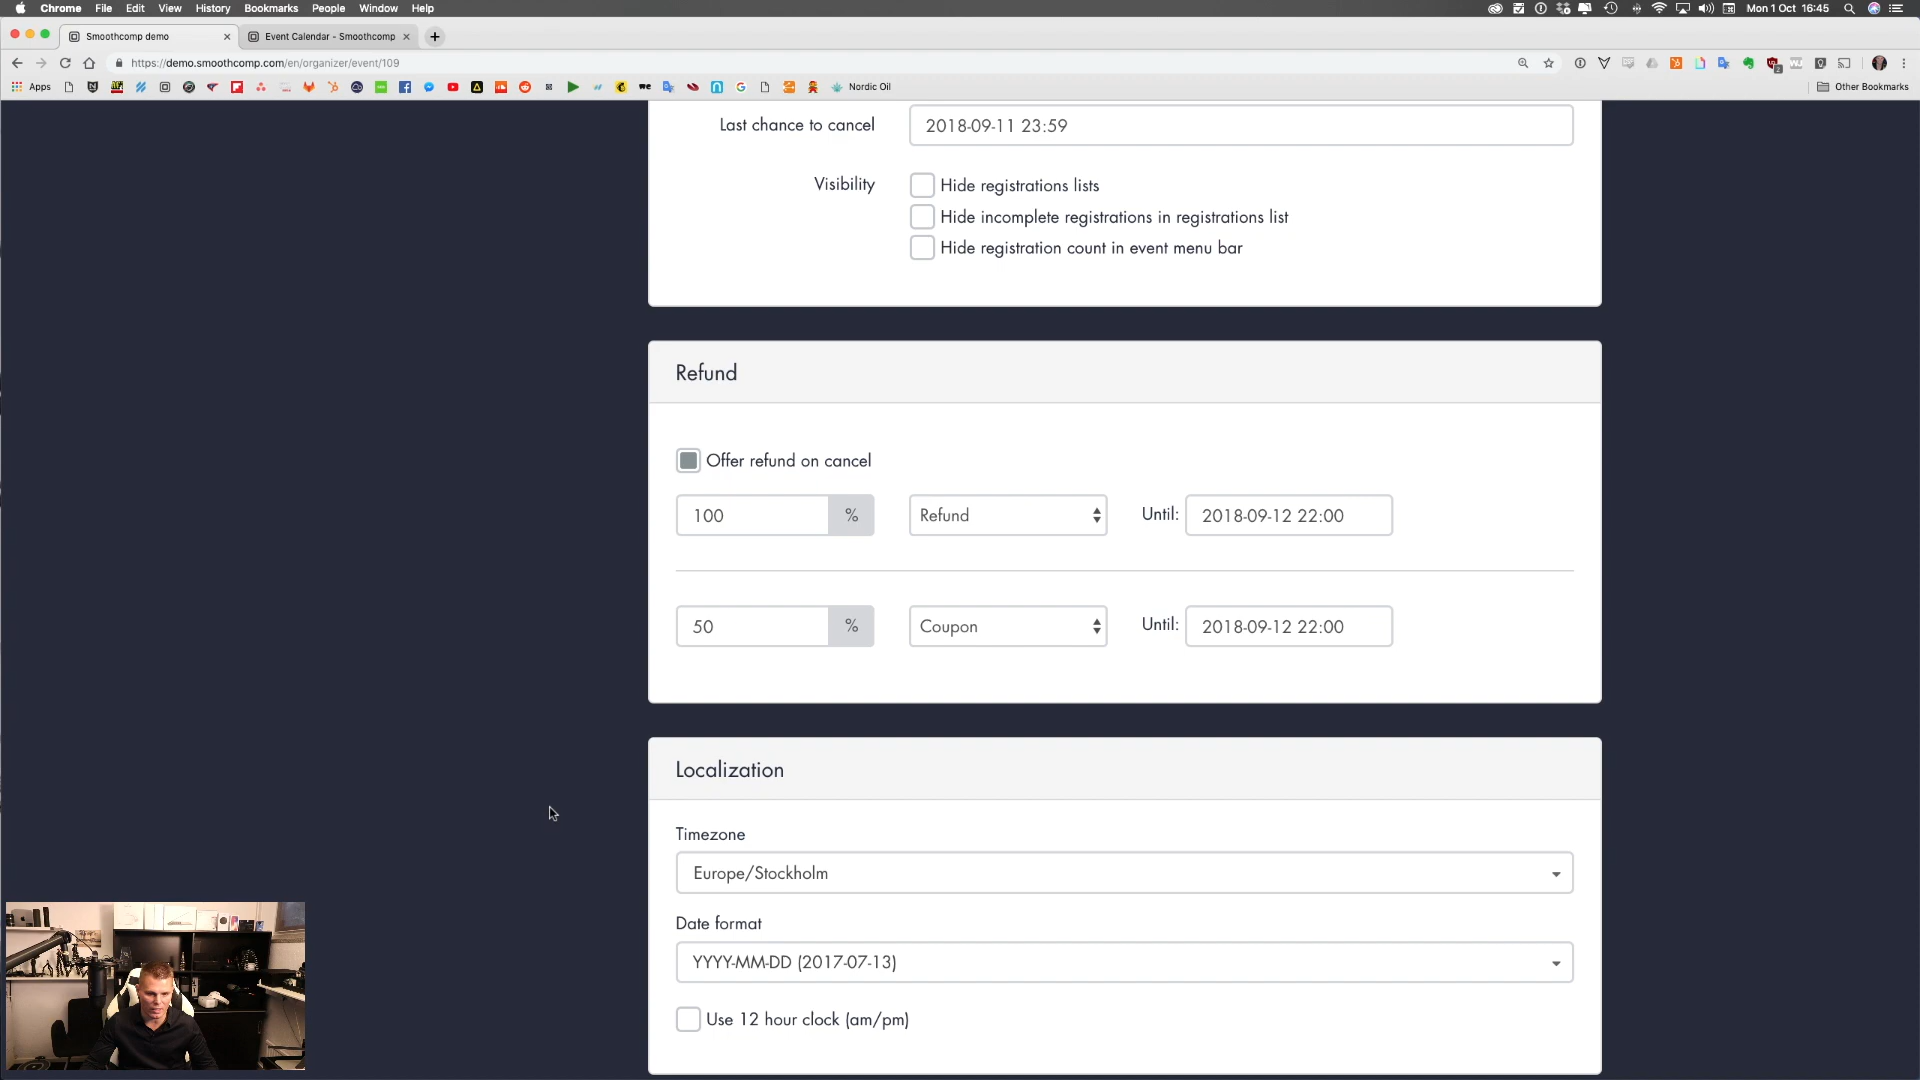 Chrome File Edit View History Bookmarks People Window Help Mon 1 Oct 16:45
Smoothcomp demo Event Calendar - Smoothcomp
https://demo.smoothcomp.com/en/organizer/event/109
Apps Nordic Oil Other Bookmarks
Last chance to cancel 2018-09-11 23:59
Visibility Hide registrations lists
Hide incomplete registrations in registrations list
Hide registration count in event menu bar
Refund
Offer refund on cancel
100 % Refund Until: 2018-09-12 22:00
50 % Coupon Until: 2018-09-12 22:00
Localization
Timezone
Europe/Stockholm
Date format
YYYY-MM-DD (2017-07-13)
Use 12 hour clock (am/pm)